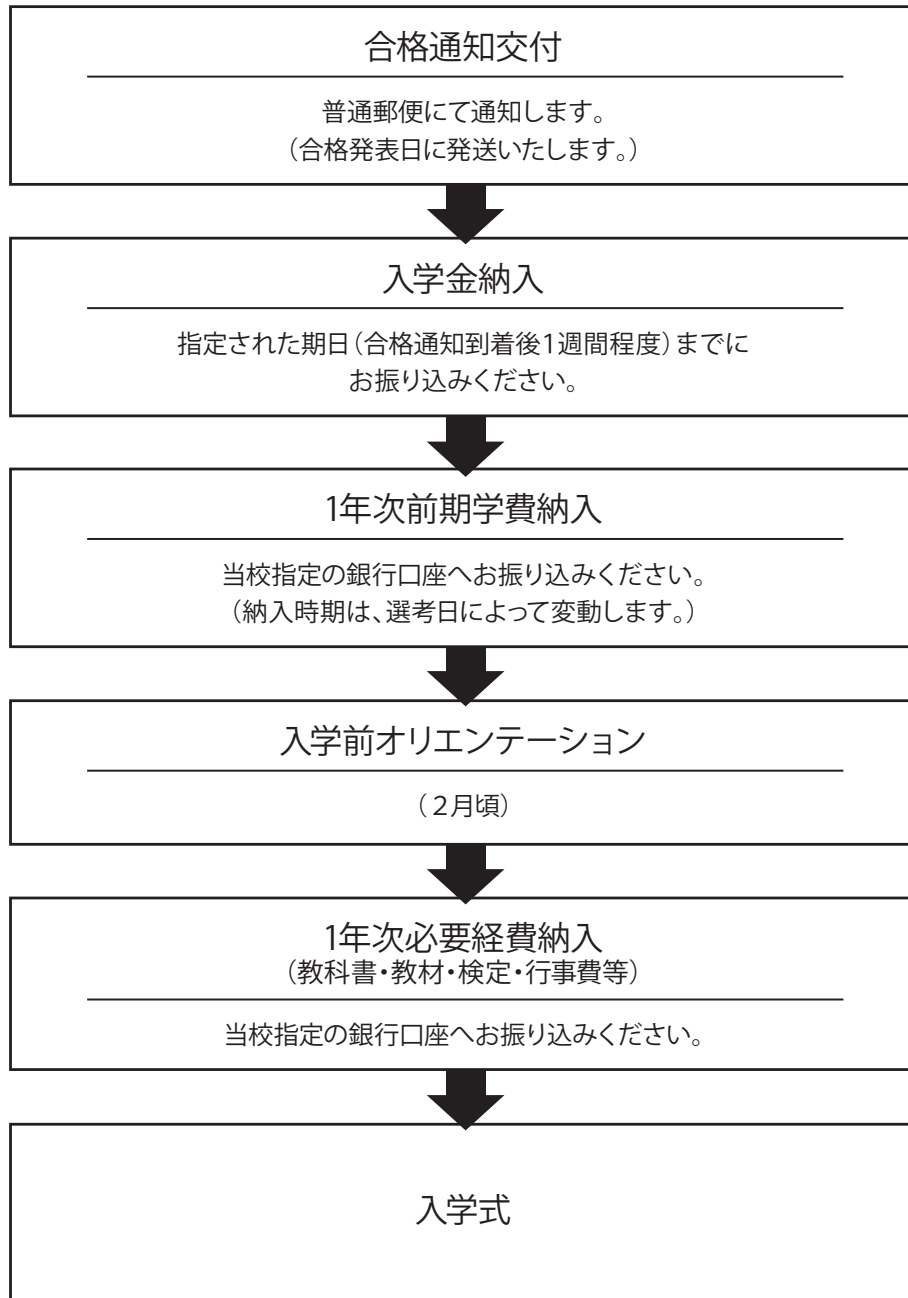 合格通知交付
普通郵便にて通知します。
（合格発表日に発送いたします。）
入学金納入
指定された期日（合格通知到着後1週間程度）までに
お振り込みください。
1年次前期学費納入
当校指定の銀行口座へお振り込みください。
（納入時期は、選考日によって変動します。）
入学前オリエンテーション
（2月頃）
1年次必要経費納入
（教科書・教材・検定・行事費等）
当校指定の銀行口座へお振り込みください。
入学式